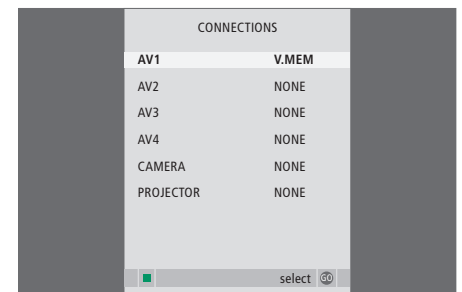 CONNECTIONS
AV1 V.MEM
AV2 NONE
AV3 NONE
AV4 NONE
CAMERA NONE
PROJECTOR NONE
select GO